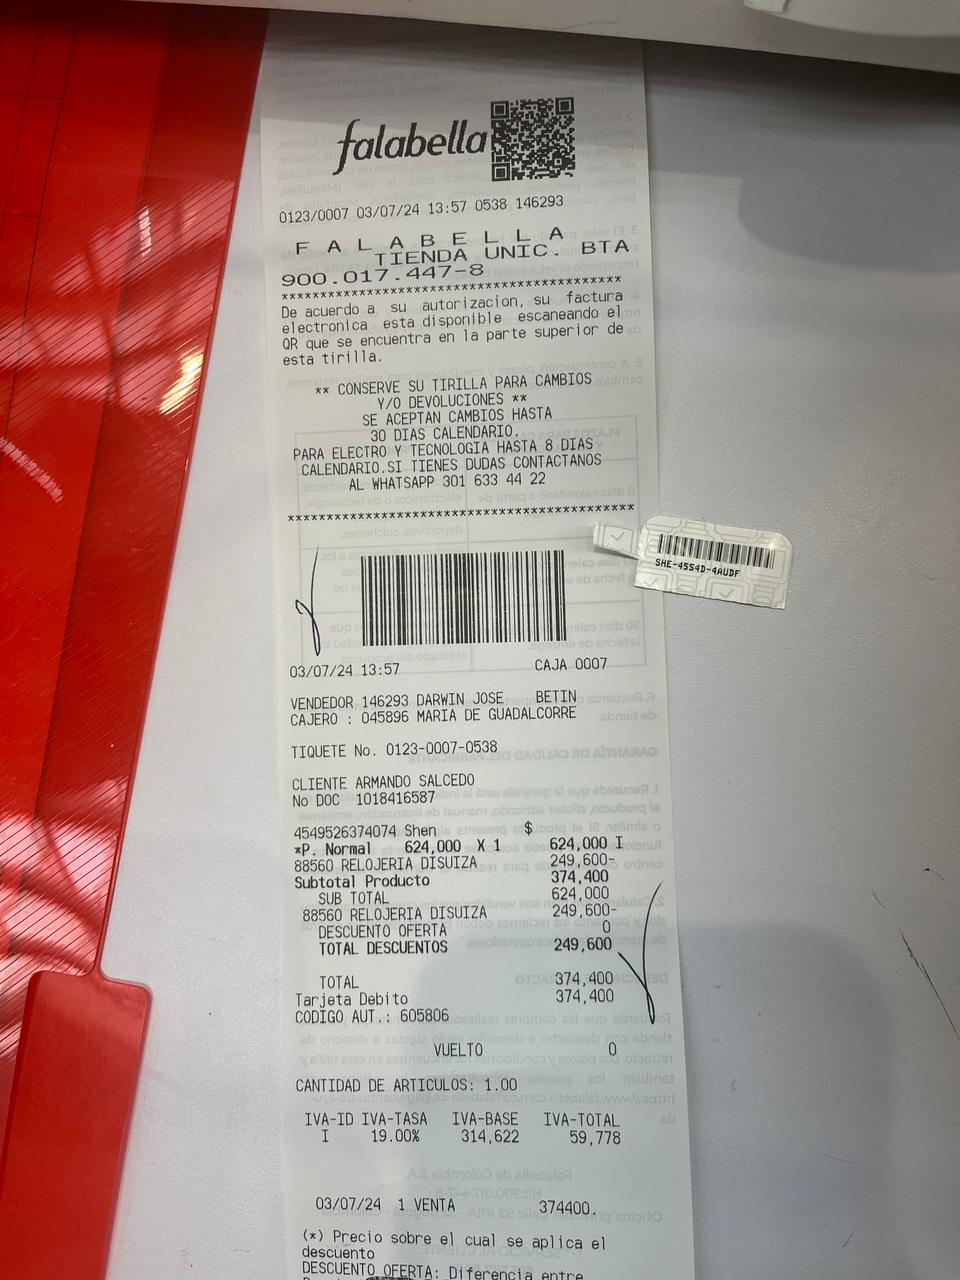 falabella
0123/0007 03/07/24 13:57 0538 146293
F A L A B E L L A
TIENDA UNIC. BTA
900.017.447-8
******************************************
De acuerdo a su autorizacion, su factura
electronica esta disponible escaneando el
QR que se encuentra en la parte superior de
esta tirilla.
** CONSERVE SU TIRILLA PARA CAMBIOS
Y/O DEVOLUCIONES **
SE ACEPTAN CAMBIOS HASTA
30 DIAS CALENDARIO.
PARA ELECTRO Y TECNOLOGIA HASTA 8 DIAS
CALENDARIO.SI TIENES DUDAS CONTACTANOS
AL WHATSAPP 301 633 44 22
******************************************
SHE-4554D-4AUDF
03/07/24 13:57 CAJA 0007
VENDEDOR 146293 DARWIN JOSE BETIN
CAJERO : 045896 MARIA DE GUADALCORRE
TIQUETE No. 0123-0007-0538
CLIENTE ARMANDO SALCEDO
No DOC 1018416587
4549526374074 Shen $
*P. Normal 624,000 X 1 624,000 I
88560 RELOJERIA DISUIZA 249,600-
Subtotal Producto 374,400
SUB TOTAL 624,000
88560 RELOJERIA DISUIZA 249,600-
DESCUENTO OFERTA 0
TOTAL DESCUENTOS 249,600
TOTAL 374,400
Tarjeta Debito 374,400
CODIGO AUT.: 605806
VUELTO 0
CANTIDAD DE ARTICULOS: 1.00
IVA-ID IVA-TASA IVA-BASE IVA-TOTAL
I 19.00% 314,622 59,778
03/07/24 1 VENTA 374400.
(*) Precio sobre el cual se aplica el
descuento
DESCUENTO OFERTA: Diferencia entre